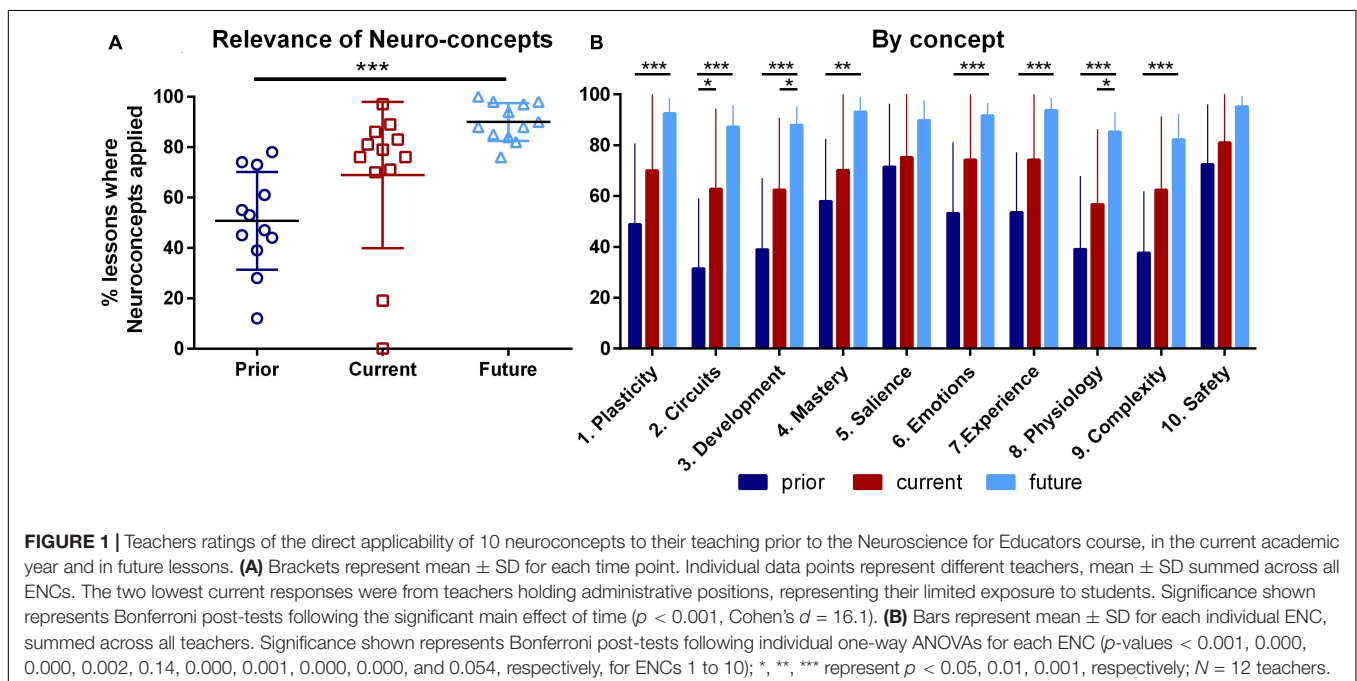 A
Relevance of Neuro-concepts
***
% lessons where
Neuroconcepts applied
100
80
60
40
20
0
Prior
Current
Future
B
By concept
*** *** *** ** *** *** *** ***
* * *
100
80
60
40
20
0
1. Plasticity
2. Circuits
3. Development
4. Mastery
5. Salience
6. Emotions
7.Experience
8. Physiology
9. Complexity
10. Safety
prior current future
FIGURE 1 | Teachers ratings of the direct applicability of 10 neuroconcepts to their teaching prior to the Neuroscience for Educators course, in the current academic
year and in future lessons. (A) Brackets represent mean ± SD for each time point. Individual data points represent different teachers, mean ± SD summed across all
ENCs. The two lowest current responses were from teachers holding administrative positions, representing their limited exposure to students. Significance shown
represents Bonferroni post-tests following the significant main effect of time (p < 0.001, Cohen's d = 16.1). (B) Bars represent mean ± SD for each individual ENC,
summed across all teachers. Significance shown represents Bonferroni post-tests following individual one-way ANOVAs for each ENC (p-values < 0.001, 0.000,
0.000, 0.002, 0.14, 0.000, 0.001, 0.000, 0.000, and 0.054, respectively, for ENCs 1 to 10); *, **, *** represent p < 0.05, 0.01, 0.001, respectively; N = 12 teachers.